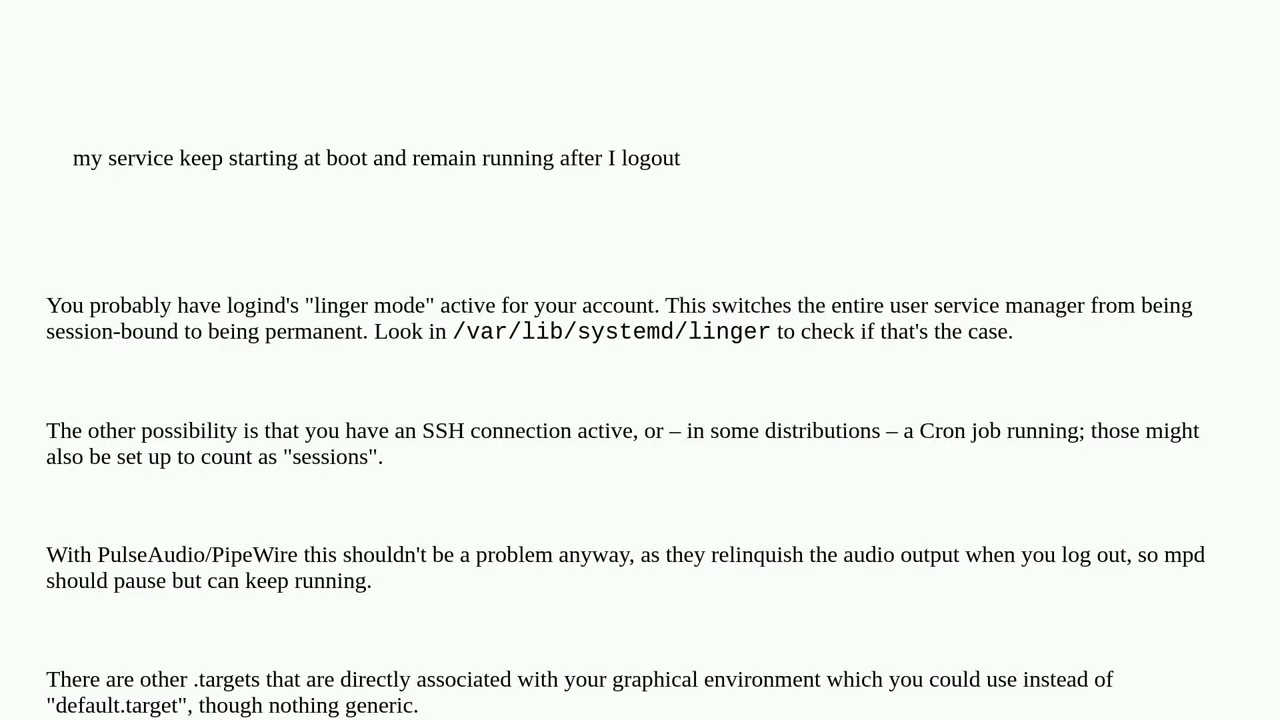 my service keep starting at boot and remain running after I logout
You probably have logind's "linger mode" active for your account. This switches the entire user service manager from being
session-bound to being permanent. Look in /var/lib/systemd/linger to check if that's the case.
The other possibility is that you have an SSH connection active, or – in some distributions – a Cron job running; those might
also be set up to count as "sessions".
With PulseAudio/PipeWire this shouldn't be a problem anyway, as they relinquish the audio output when you log out, so mpd
should pause but can keep running.
There are other .targets that are directly associated with your graphical environment which you could use instead of
"default.target", though nothing generic.